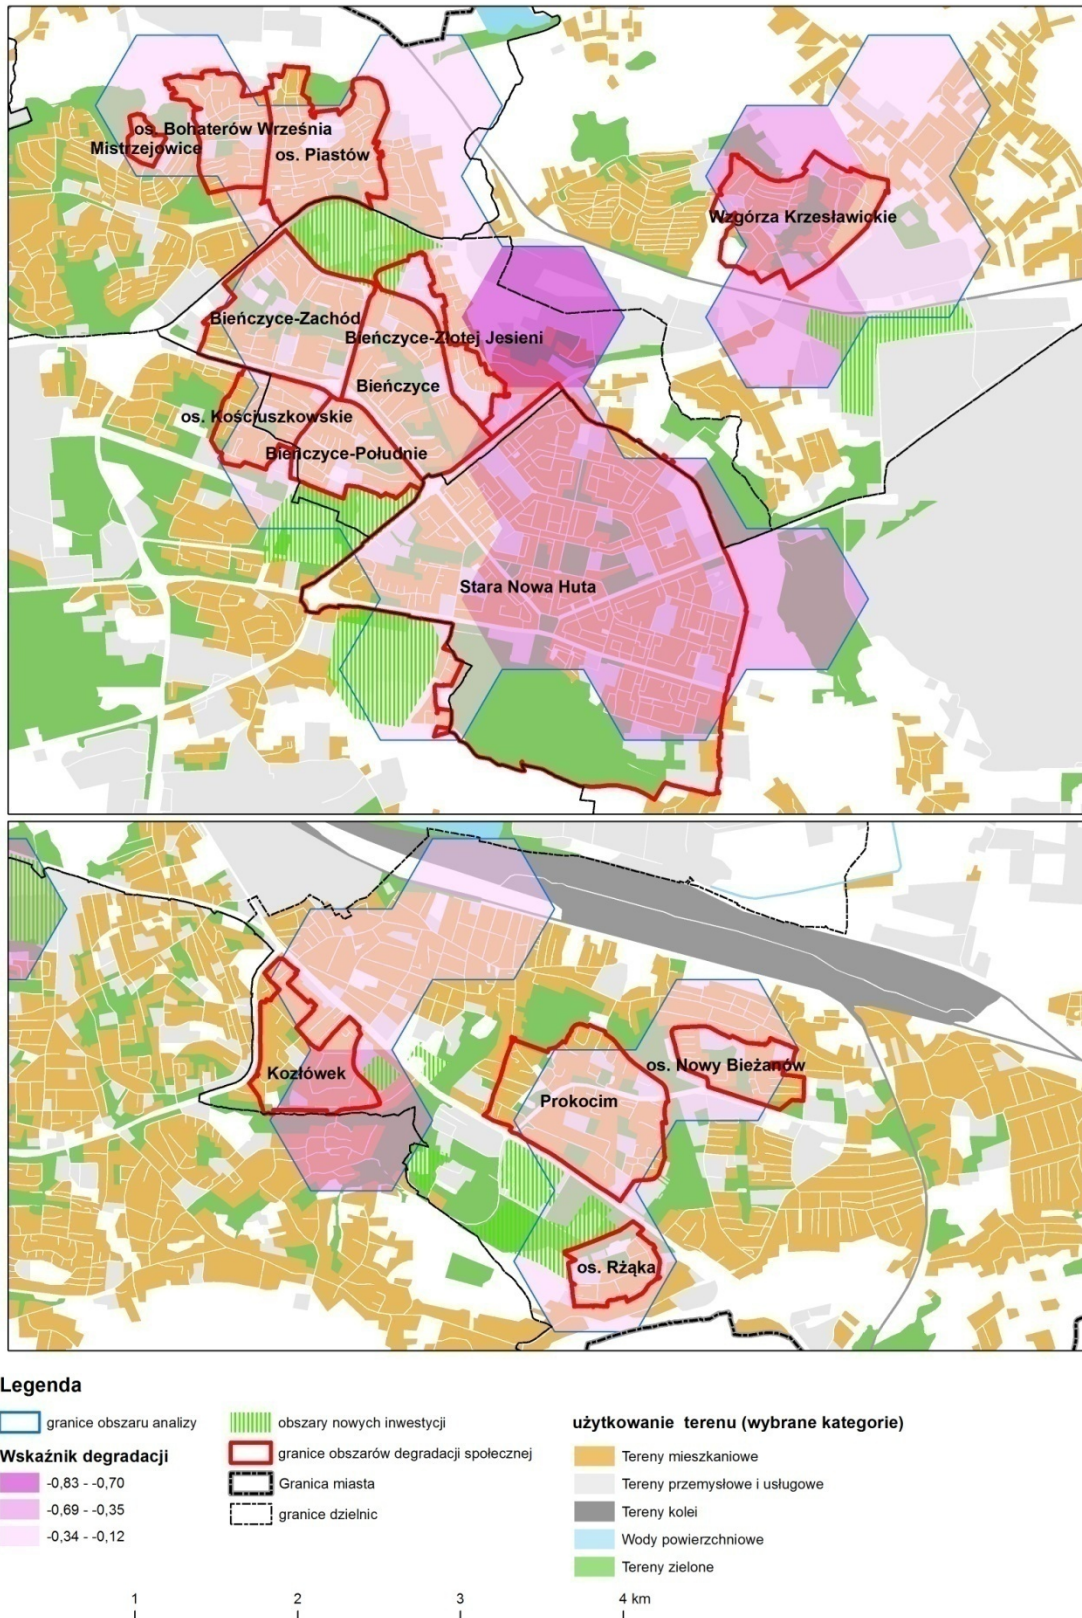 os. Bohaterów Września
Mistrzejowice
os. Piastów
Wzgórza Krzesławickie
Bieńczyce-Zachód
Bieńczyce-Złotej Jesieni
Bieńczyce
os. Kościuszkowskie
Bieńczyce-Południe
Stara Nowa Huta
Kozłówek
os. Nowy Bieżanów
Prokocim
os. Rżąka
Legenda
granice obszaru analizy
Wskaźnik degradacji
-0,83 - -0,70
-0,69 - -0,35
-0,34 - -0,12
obszary nowych inwestycji
granice obszarów degradacji społecznej
Granica miasta
granice dzielnic
użytkowanie terenu (wybrane kategorie)
Tereny mieszkaniowe
Tereny przemysłowe i usługowe
Tereny kolei
Wody powierzchniowe
Tereny zielone
1 2 3 4 km